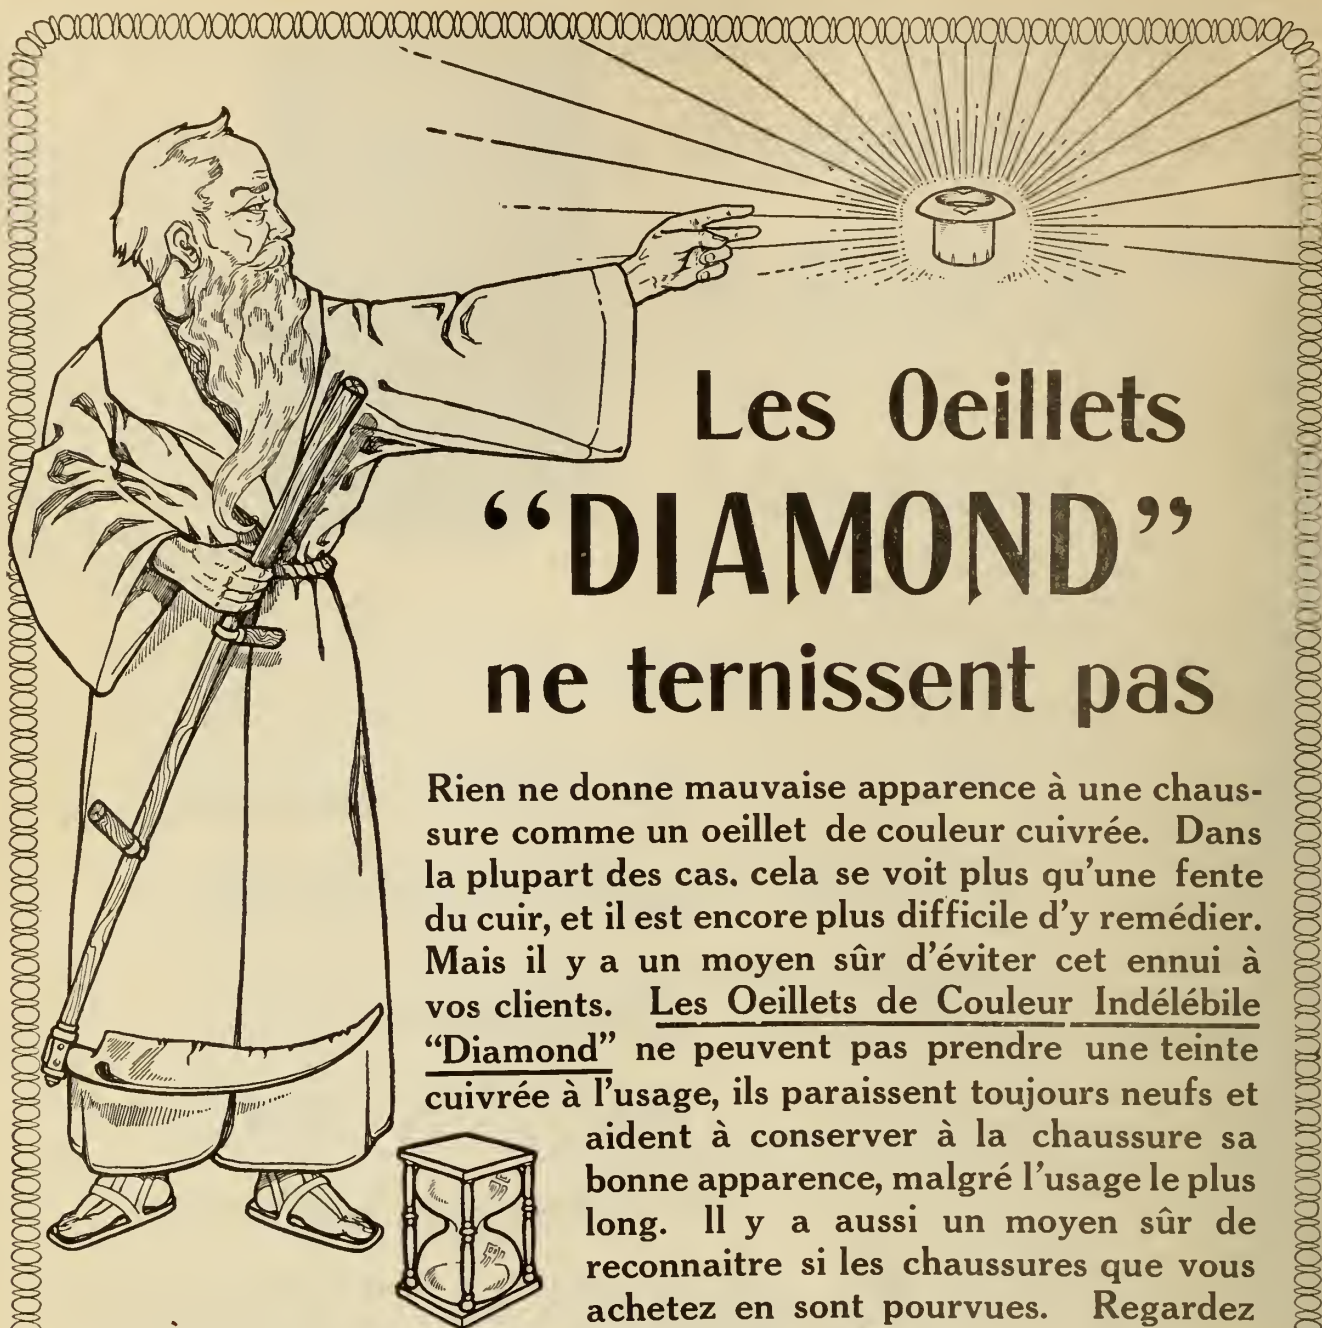 Les Oeillets
“DIAMOND”
ne ternissent pas
Rien ne donne mauvaise apparence à une chaus-
sure comme un oeillet de couleur cuivrée. Dans
la plupart des cas. cela se voit plus qu'une fente
du cuir, et il est encore plus difficile d'y remédier.
Mais il y a un moyen sûr d'éviter cet ennui à
vos clients. Les Oeillets de Couleur Indélébile
“Diamond” ne peuvent pas prendre une teinte
cuivrée à l'usage, ils paraissent toujours neufs et
aident à conserver à la chaussure sa
bonne apparence, malgré l'usage le plus
long. Il y a aussi un moyen sûr de
reconnaitre si les chaussures que vous
achetez en sont pourvues. Regardez